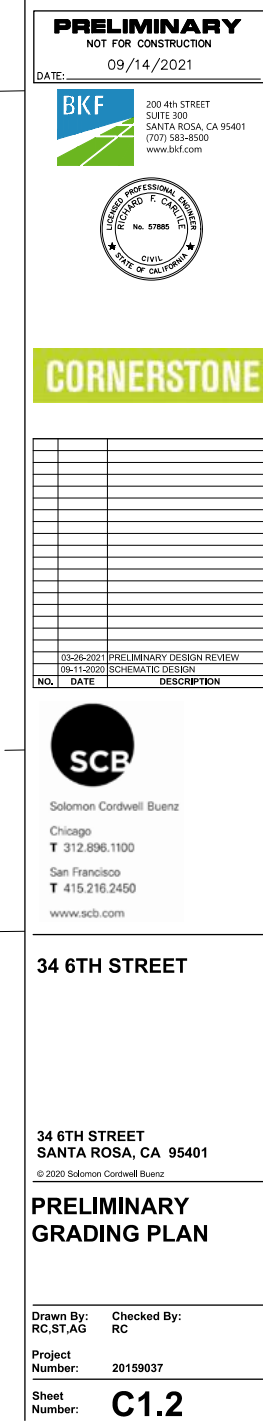 PRELIMINARY
NOT FOR CONSTRUCTION
09/14/2021
DATE:
BKF
200 4th STREET
SUITE 300
SANTA ROSA, CA 95401
(707) 583-8500
www.bkf.com
LICENSED PROFESSIONAL ENGINEER
RICHARD F. CARLILE
No. 57885
CIVIL
STATE OF CALIFORNIA
CORNERSTONE
03-26-2021 PRELIMINARY DESIGN REVIEW
09-11-2020 SCHEMATIC DESIGN
NO. DATE DESCRIPTION
SCB
Solomon Cordwell Buenz
Chicago
T 312.896.1100
San Francisco
T 415.216.2450
www.scb.com
34 6TH STREET
34 6TH STREET
SANTA ROSA, CA 95401
© 2020 Solomon Cordwell Buenz
PRELIMINARY
GRADING PLAN
Drawn By: Checked By:
RC,ST,AG RC
Project
Number: 20159037
Sheet
Number: C1.2